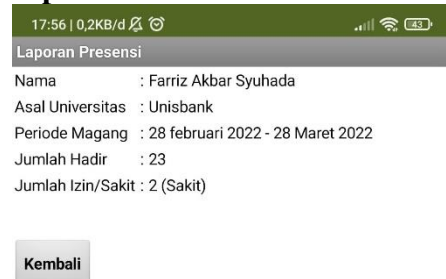 17:56 | 0,2KB/d 43
Laporan Presensi
Nama : Farriz Akbar Syuhada
Asal Universitas : Unisbank
Periode Magang : 28 februari 2022 - 28 Maret 2022
Jumlah Hadir : 23
Jumlah Izin/Sakit : 2 (Sakit)
Kembali